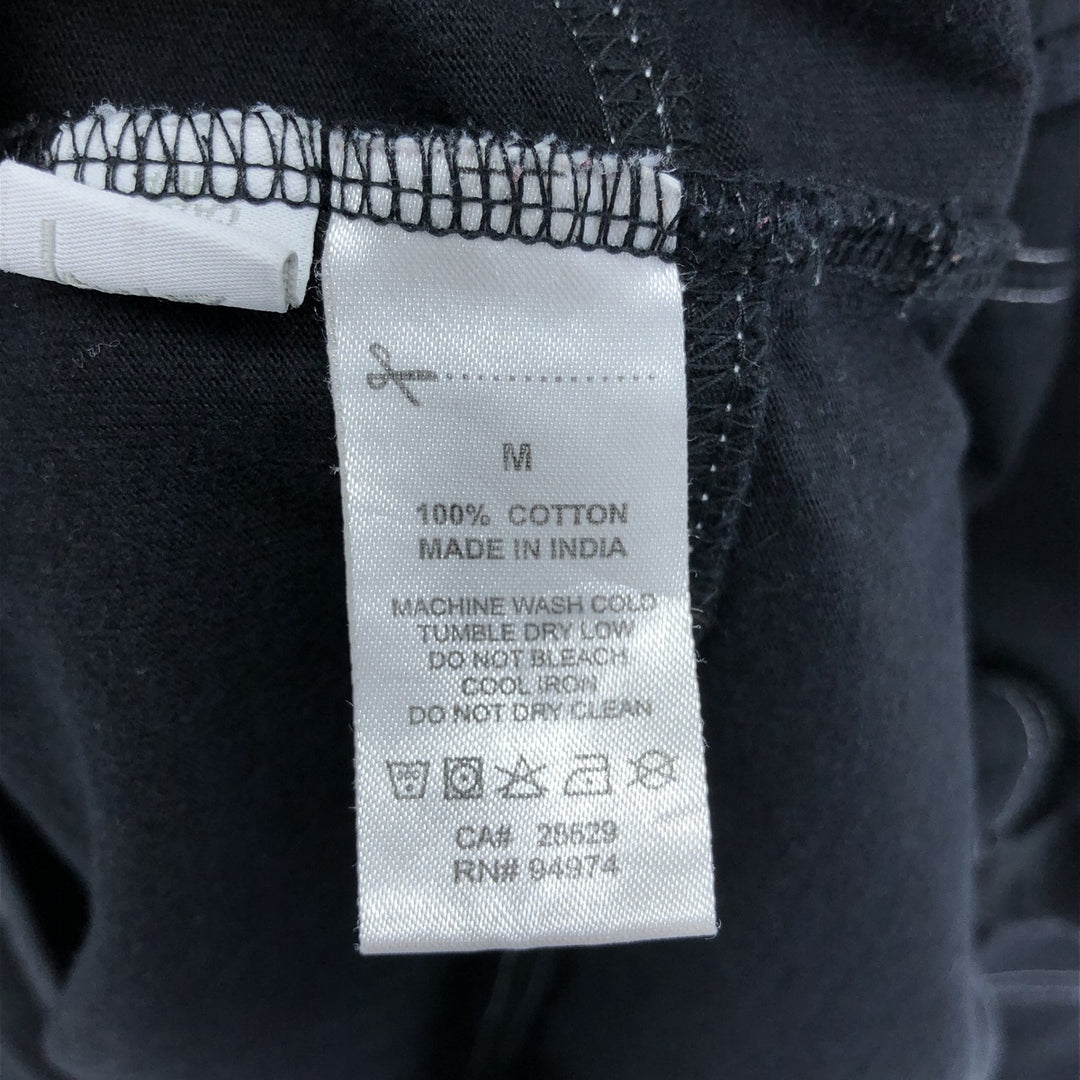 M
100% COTTON
MADE IN INDIA
MACHINE WASH COLD
TUMBLE DRY LOW
DO NOT BLEACH
COOL IRON
DO NOT DRY CLEAN
CA#
RN# 94974